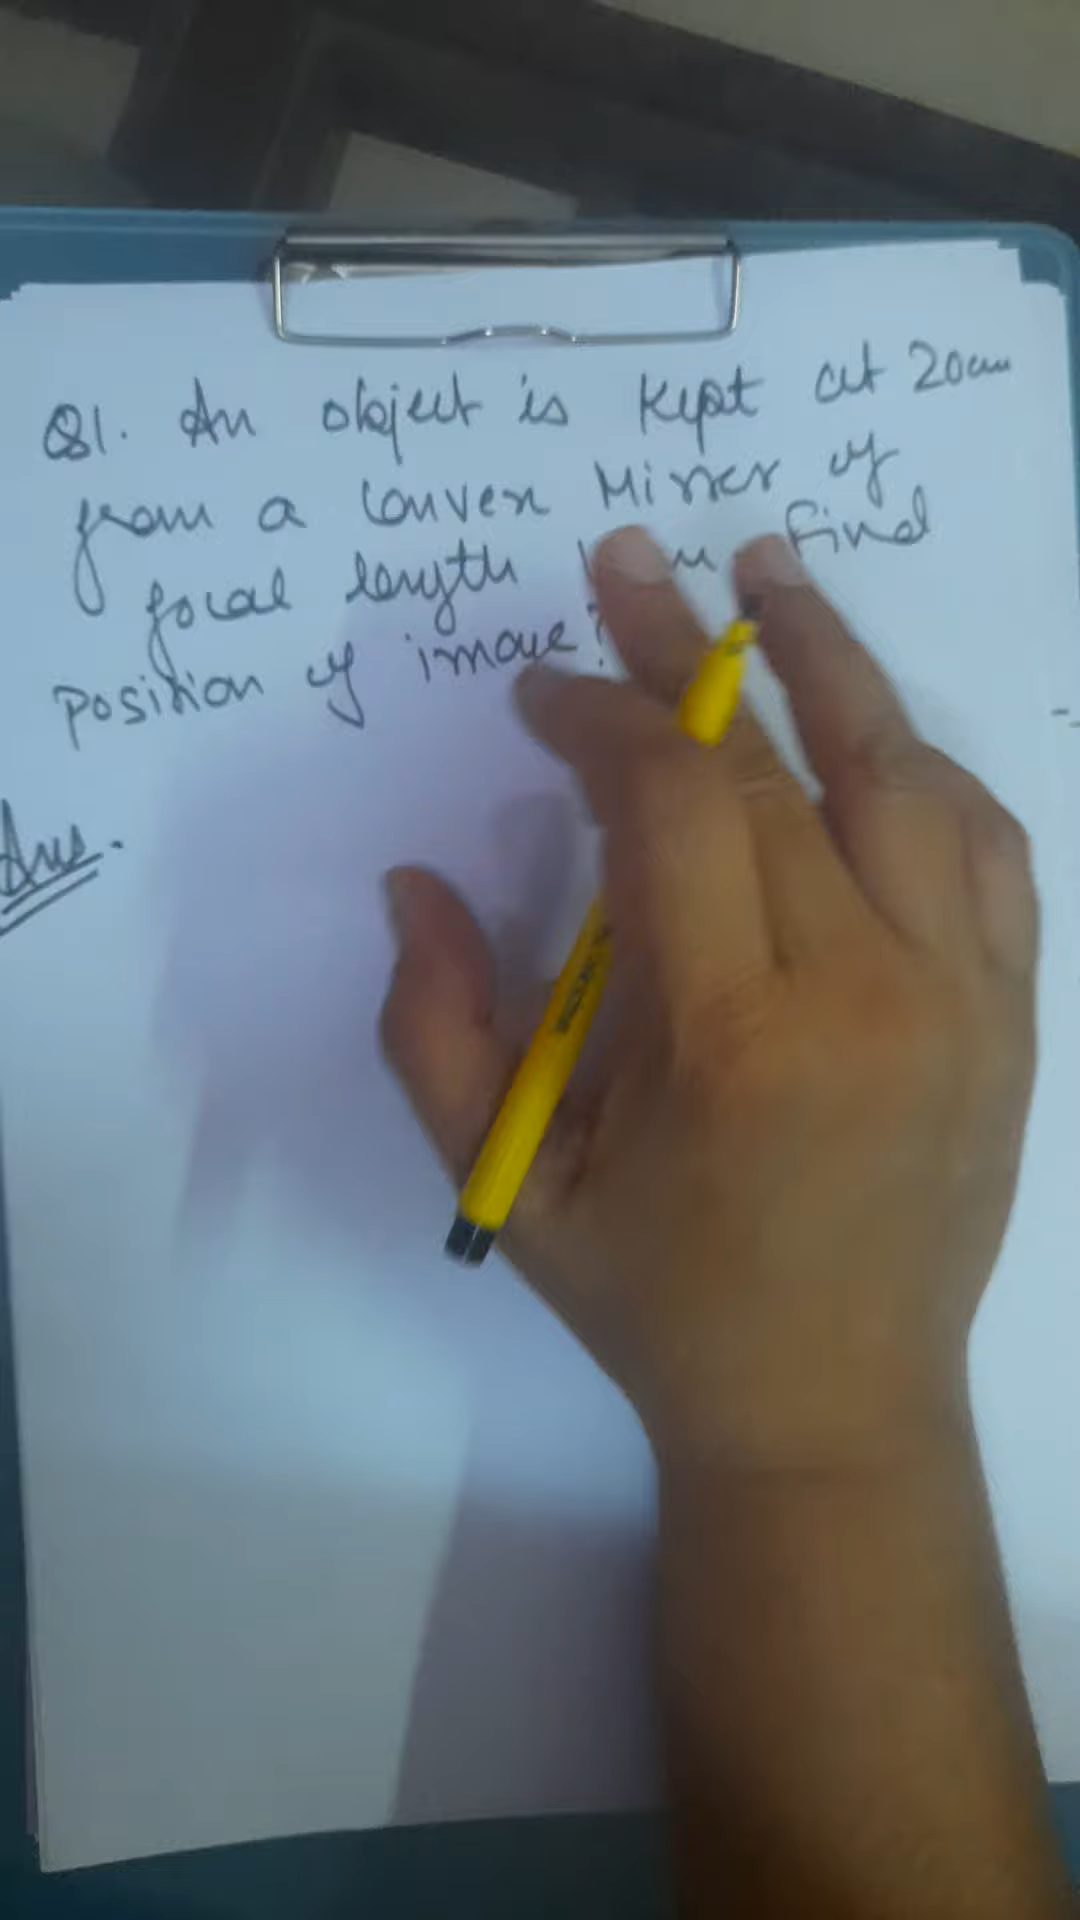 Q1. An object is kept at 20cm
from a convex Mirror of
focal length find
position of image?
Ans.